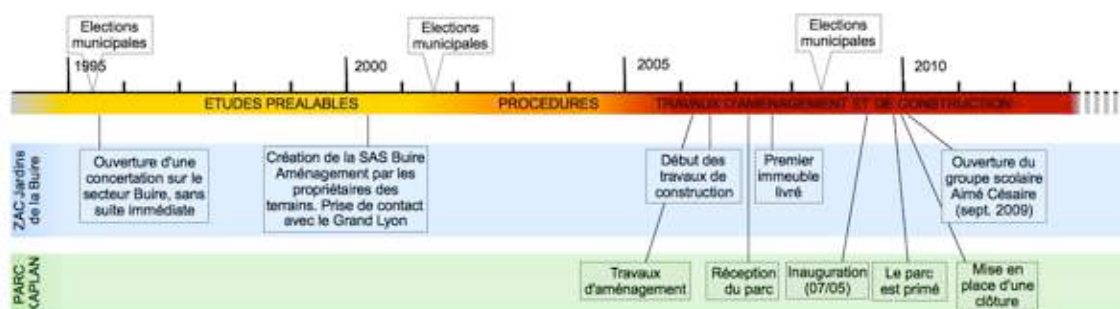 Elections
municipales
Elections
municipales
Elections
municipales
1995
2000
2005
2010
ETUDES PREALABLES
PROCEDURES
TRAVAUX D'AMENAGEMENT ET DE CONSTRUCTION
ZAC Jardins
de la Buire
Ouverture d'une
concertation sur le
secteur Buire, sans
suite immédiate
Création de la SAS Buire
Aménagement par les
propriétaires des
terrains. Prise de contact
avec le Grand Lyon
Début des
travaux de
construction
Premier
immeuble
livré
Ouverture du
groupe scolaire
Aimé Césaire
(sept. 2009)
PARC
KAPLAN
Travaux
d'aménagement
Réception
du parc
Inauguration
(07/05)
Le parc
est primé
Mise en
place d'une
clôture